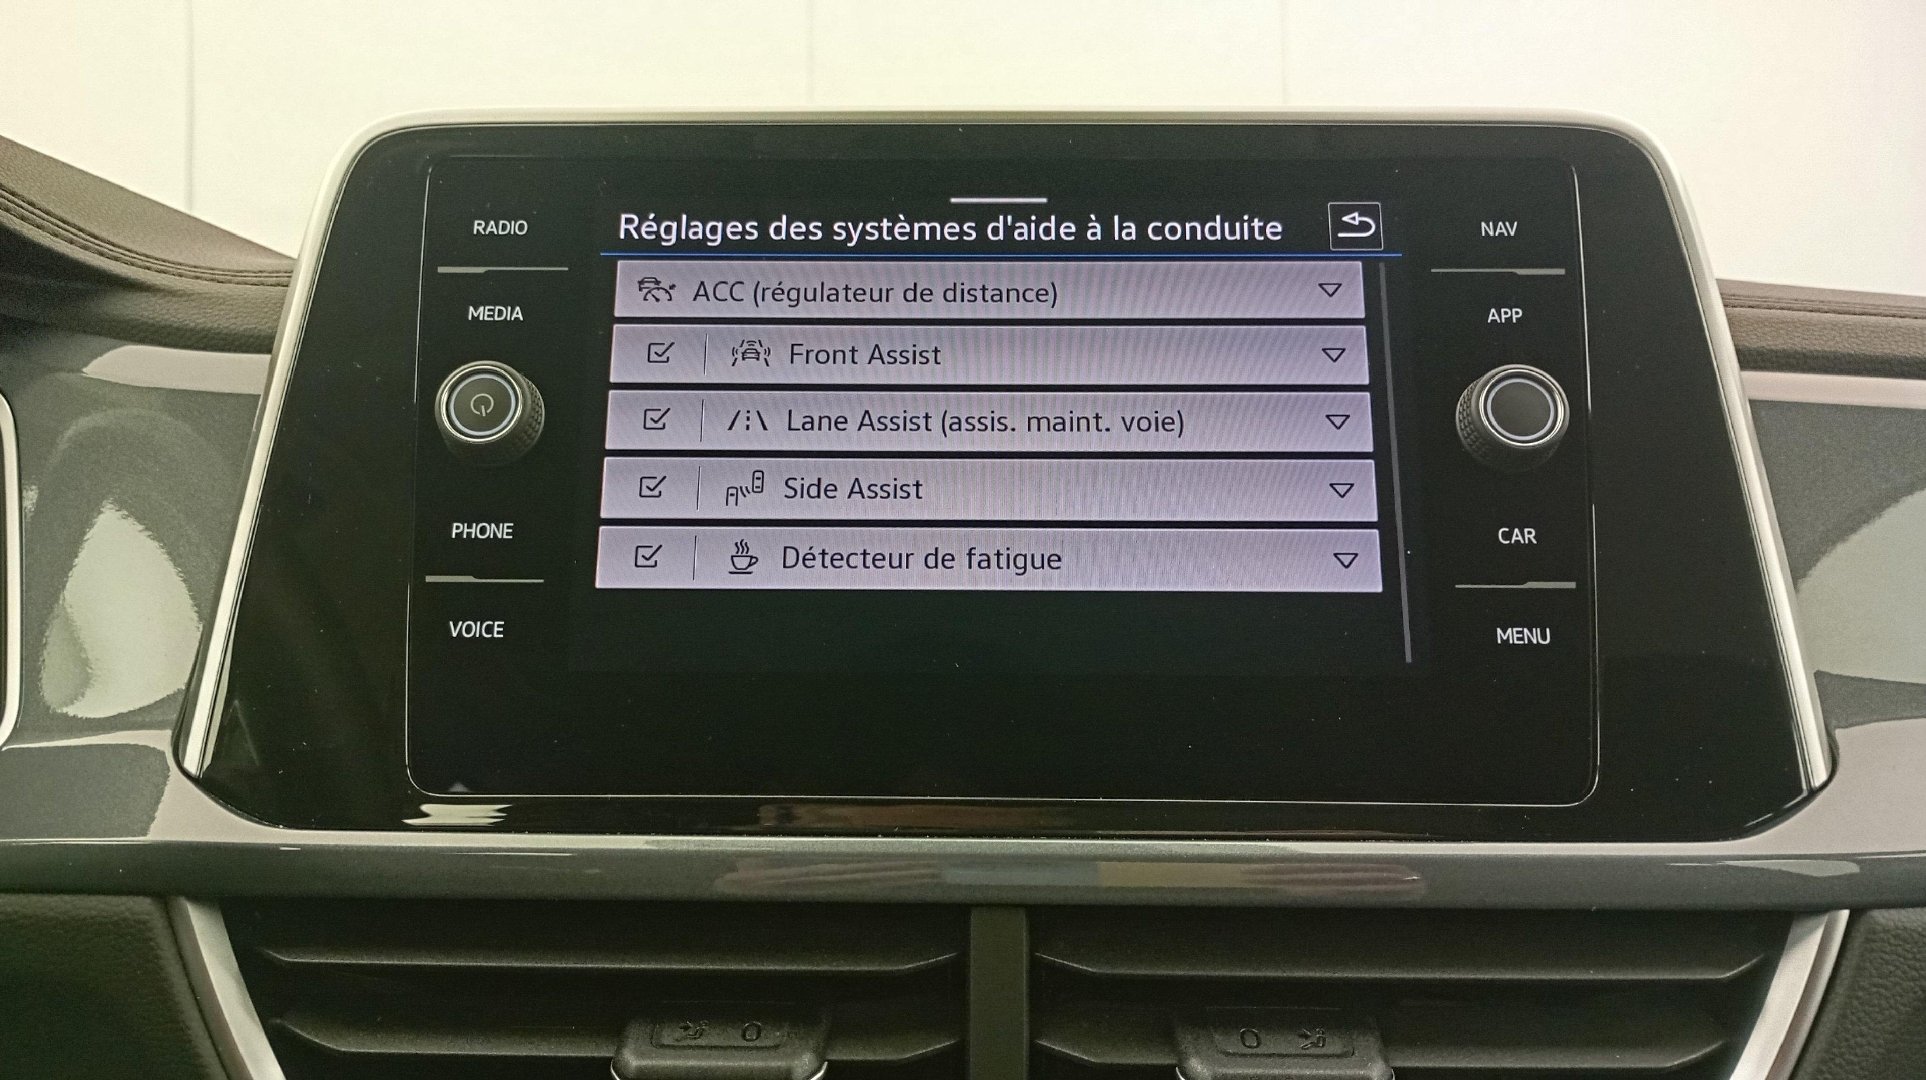 Réglages des systèmes d'aide à la conduite
RADIO
NAV
MEDIA
APP
ACC (régulateur de distance)
Front Assist
Lane Assist (assis. maint. voie)
Side Assist
Détecteur de fatigue
PHONE
CAR
VOICE
MENU